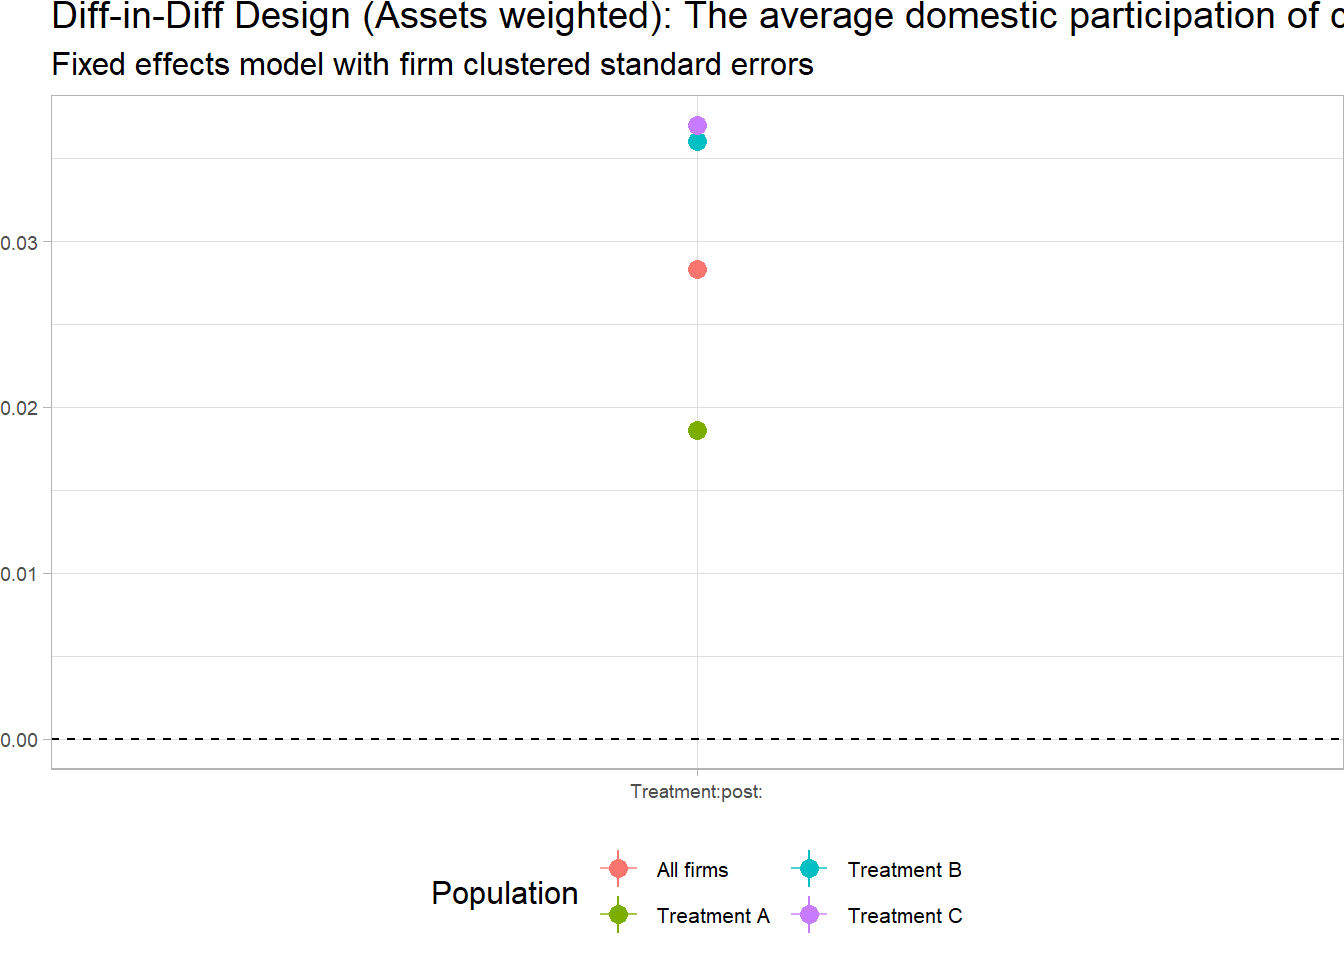 Diff-in-Diff Design (Assets weighted): The average domestic participation of
Fixed effects model with firm clustered standard errors
0.03
0.02
0.01
0.00
Treatment:post:
Population
All firms
Treatment B
Treatment A
Treatment C